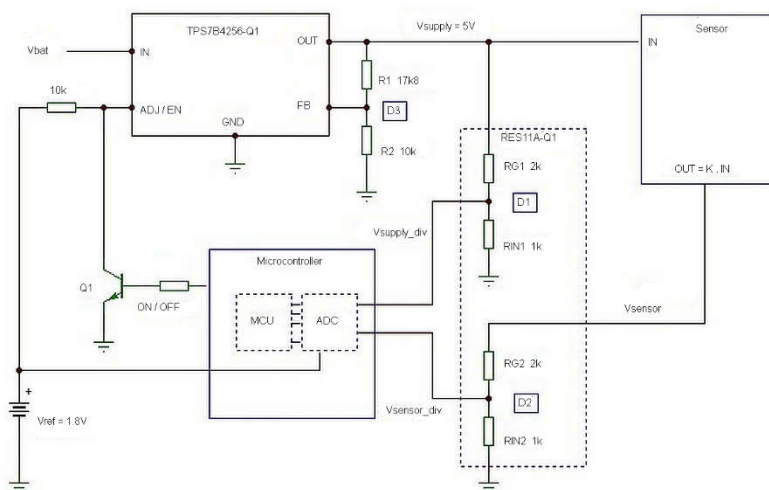 TPS7B4256-Q1
Vbat
IN
OUT
Vsupply = 5V
IN
Sensor
R1 17k8
10k
ADJ / EN
FB
D3
GND
R2 10k
RES11A-Q1
RG1 2k
OUT = K . IN
D1
Vsupply_div
RIN1 1k
Microcontroller
Q1
ON / OFF
MCU
ADC
Vsensor
RG2 2k
D2
Vsensor_div
RIN2 1k
+
Vref = 1.8V